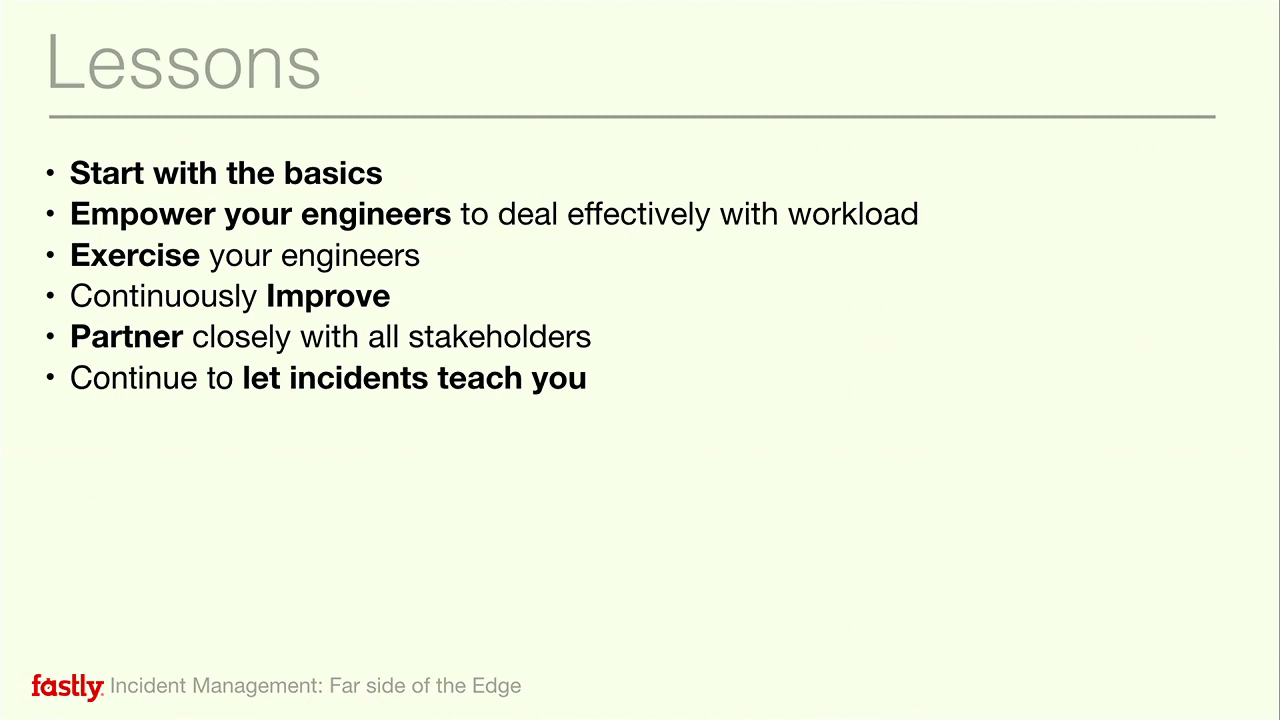 Lessons
• Start with the basics
• Empower your engineers to deal effectively with workload
• Exercise your engineers
• Continuously Improve
• Partner closely with all stakeholders
• Continue to let incidents teach you
fastly. Incident Management: Far side of the Edge